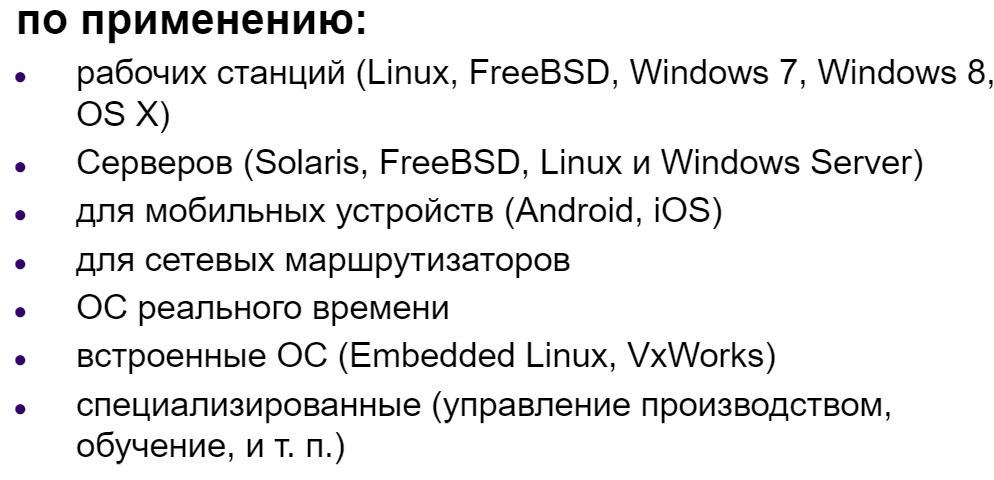 по применению:
• рабочих станций (Linux, FreeBSD, Windows 7, Windows 8,
OS X)
• Серверов (Solaris, FreeBSD, Linux и Windows Server)
• для мобильных устройств (Android, iOS)
• для сетевых маршрутизаторов
• ОС реального времени
• встроенные ОС (Embedded Linux, VxWorks)
• специализированные (управление производством,
обучение, и т. п.)